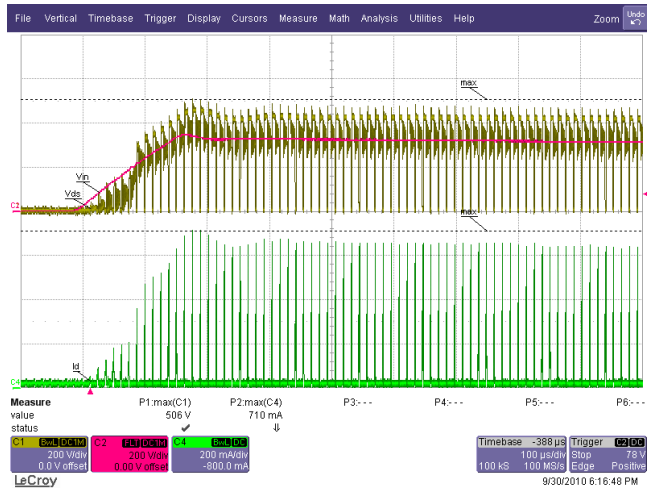 File Vertical Timebase Trigger Display Cursors Measure Math Analysis Utilities Help Zoom Undo
max
Vin
Vds
C2
max
Id
C4
Measure P1:max(C1) P2:max(C4) P3:- - - P4:- - - P5:- - - P6:- - -
value 506 V 710 mA
status
C1 BwL DC1M C2 FLT DC1M C4 BwL DC Timebase -388 µs Trigger C2 DC
200 V/div 200 V/div 200 mA/div 100 µs/div Stop 78 V
0.0 V offset 0.00 V offset -800.0 mA 100 kS 100 MS/s Edge Positive
LeCroy 9/30/2010 6:16:48 PM